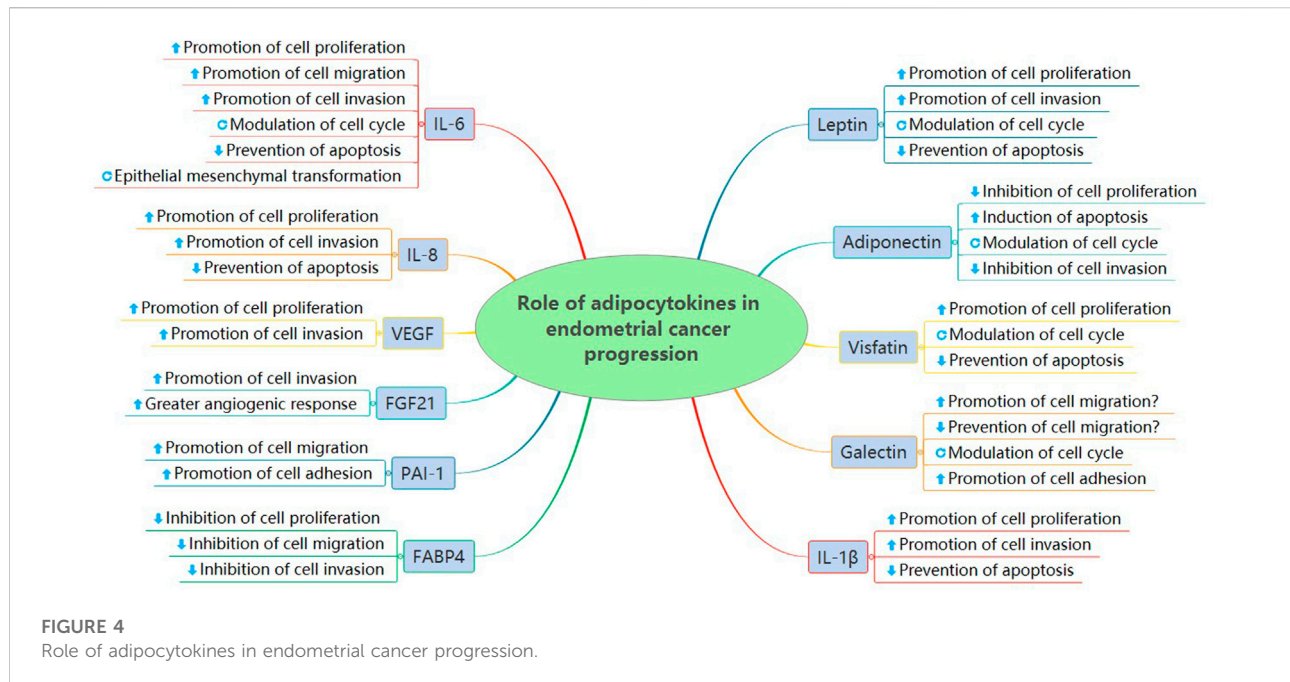 Promotion of cell proliferation
Promotion of cell migration
Promotion of cell invasion
Modulation of cell cycle
Prevention of apoptosis
Epithelial mesenchymal transformation
IL-6
Promotion of cell proliferation
Promotion of cell invasion
Prevention of apoptosis
IL-8
Promotion of cell proliferation
Promotion of cell invasion
VEGF
Promotion of cell invasion
Greater angiogenic response
FGF21
Promotion of cell migration
Promotion of cell adhesion
PAI-1
Inhibition of cell proliferation
Inhibition of cell migration
Inhibition of cell invasion
FABP4
Role of adipocytokines in
endometrial cancer
progression
Leptin
Promotion of cell proliferation
Promotion of cell invasion
Modulation of cell cycle
Prevention of apoptosis
Adiponectin
Inhibition of cell proliferation
Induction of apoptosis
Modulation of cell cycle
Inhibition of cell invasion
Visfatin
Promotion of cell proliferation
Modulation of cell cycle
Prevention of apoptosis
Galectin
Promotion of cell migration?
Prevention of cell migration?
Modulation of cell cycle
Promotion of cell adhesion
IL-1β
Promotion of cell proliferation
Promotion of cell invasion
Prevention of apoptosis
FIGURE 4
Role of adipocytokines in endometrial cancer progression.